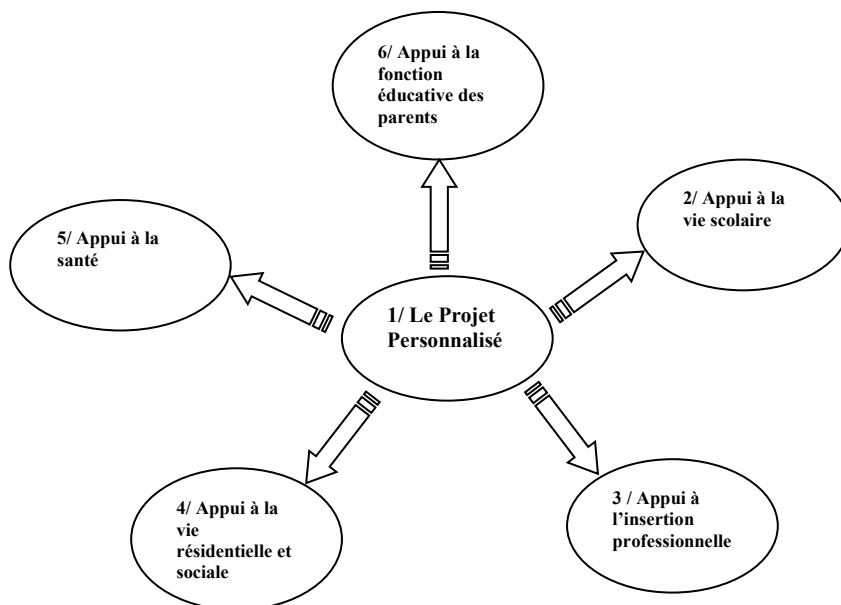 6/ Appui à la
fonction
éducative des
parents
2/ Appui à la
vie scolaire
5/ Appui à la
santé
1/ Le Projet
Personnalisé
3 / Appui à
l’insertion
professionnelle
4/ Appui à la
vie
résidentielle et
sociale